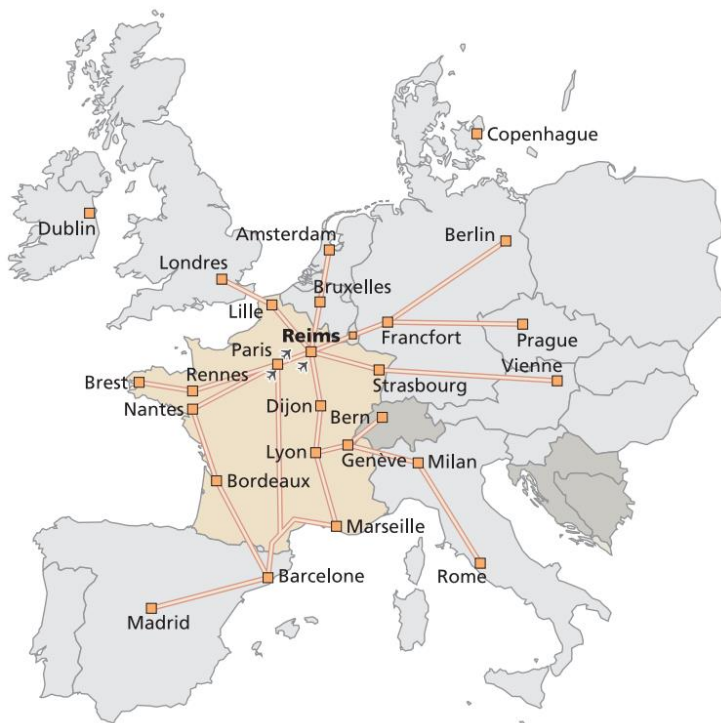 Copenhague
Dublin
Amsterdam
Berlin
Londres
Bruxelles
Lille
Reims
Francfort
Prague
Paris
Vienne
Brest
Rennes
Strasbourg
Nantes
Dijon
Bern
Lyon
Genève
Milan
Bordeaux
Marseille
Barcelone
Rome
Madrid